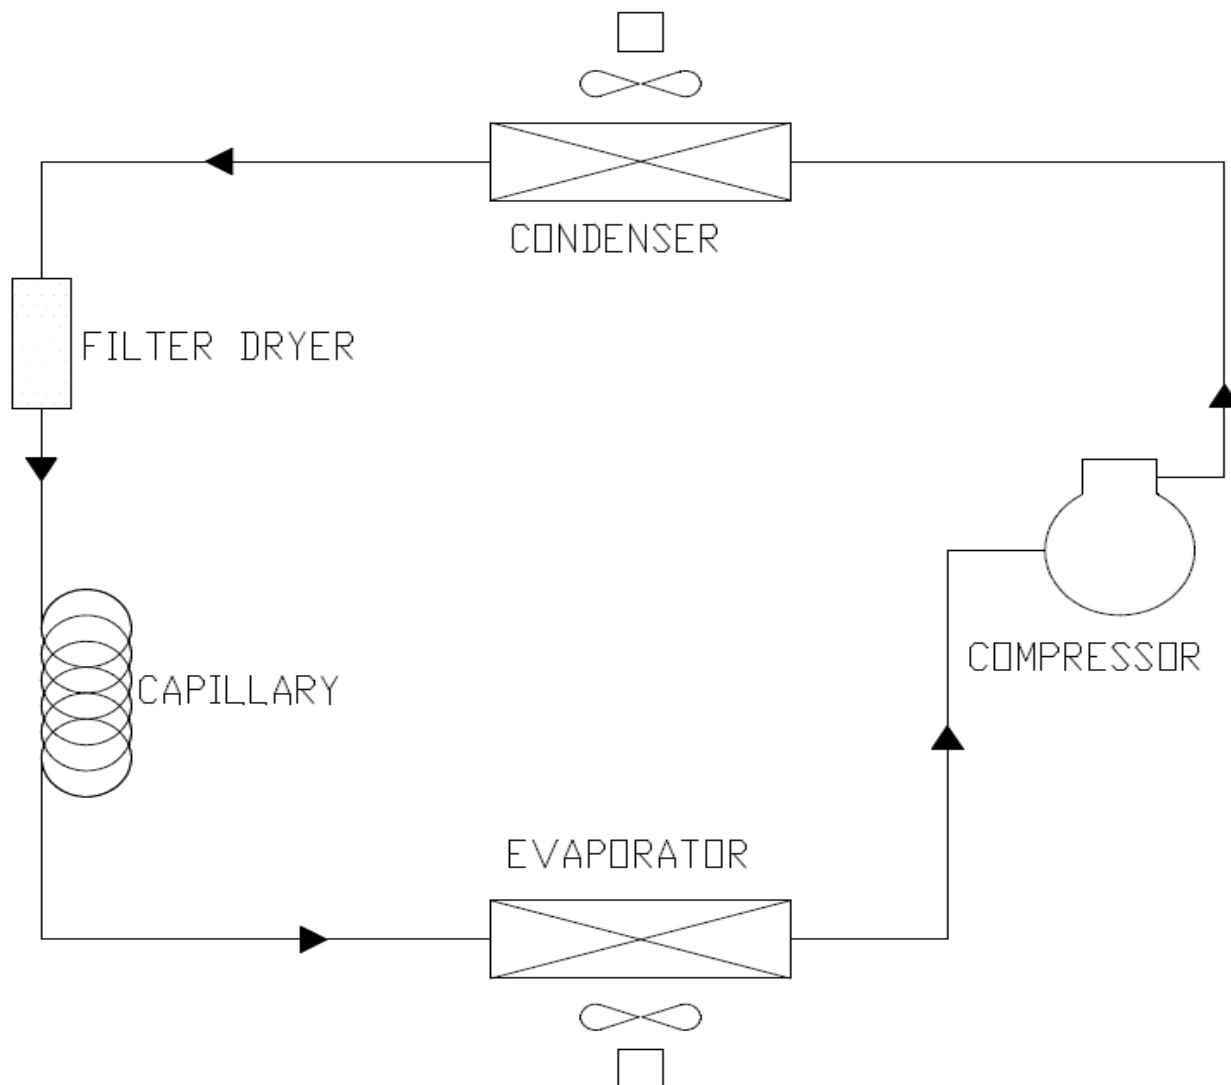 CONDENSER
FILTER DRYER
COMPRESSOR
CAPILLARY
EVAPORATOR